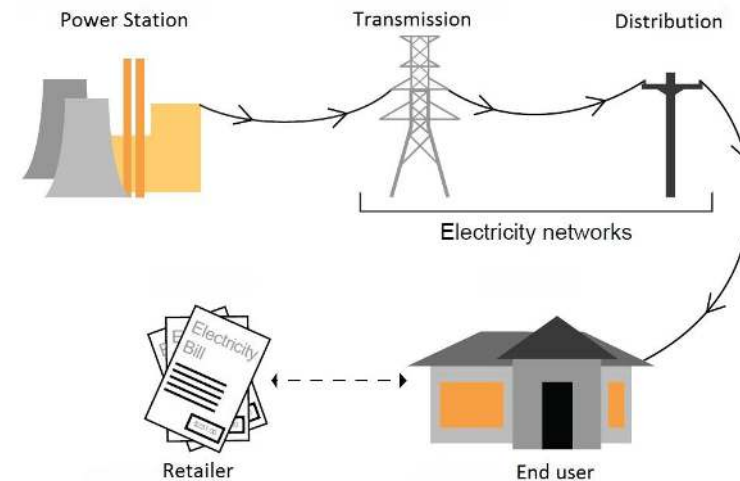 Power Station
Transmission
Distribution
Electricity networks
Electricity
Bill
Retailer
End user